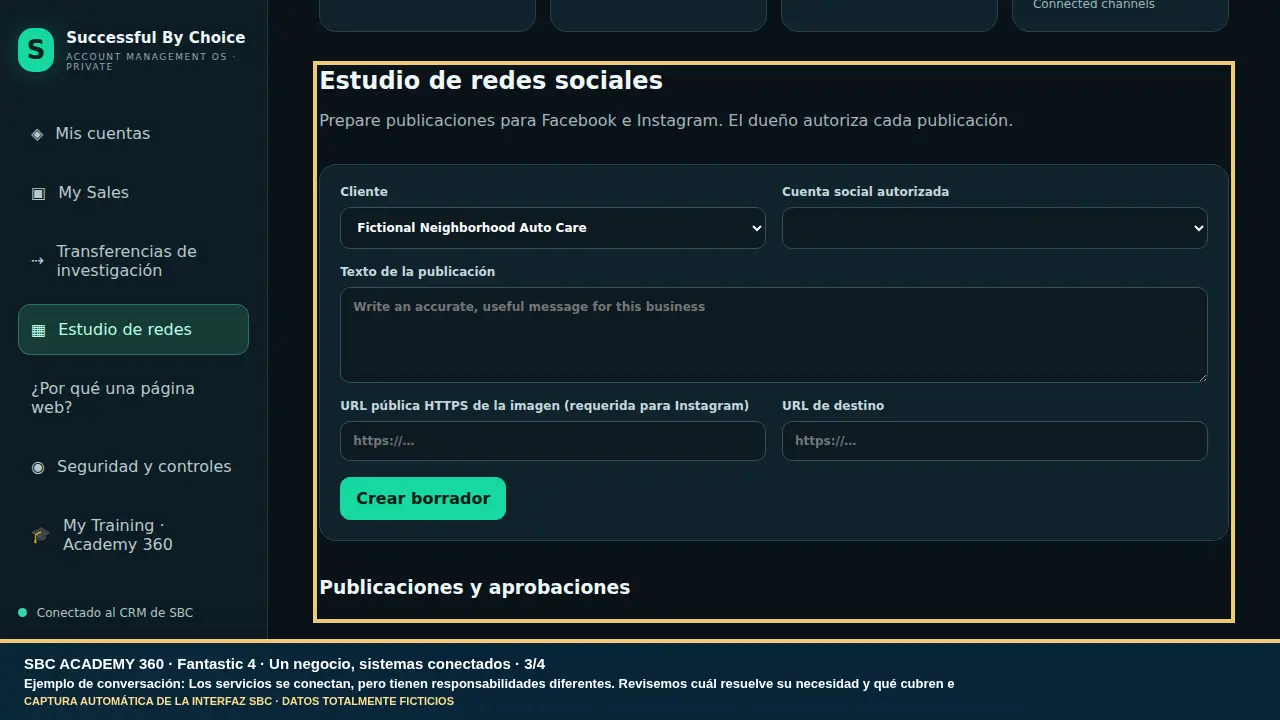 Connected channels
S
Successful By Choice
ACCOUNT MANAGEMENT OS ·
PRIVATE
Mis cuentas
My Sales
Transferencias de
investigación
Estudio de redes
¿Por qué una página
web?
Seguridad y controles
My Training ·
Academy 360
Conectado al CRM de SBC
Estudio de redes sociales
Prepare publicaciones para Facebook e Instagram. El dueño autoriza cada publicación.
Cliente
Cuenta social autorizada
Fictional Neighborhood Auto Care
Texto de la publicación
Write an accurate, useful message for this business
URL pública HTTPS de la imagen (requerida para Instagram)
URL de destino
https://...
https://...
Crear borrador
Publicaciones y aprobaciones
SBC ACADEMY 360 · Fantastic 4 · Un negocio, sistemas conectados · 3/4
Ejemplo de conversación: Los servicios se conectan, pero tienen responsabilidades diferentes. Revisemos cuál resuelve su necesidad y qué cubren e
CAPTURA AUTOMÁTICA DE LA INTERFAZ SBC · DATOS TOTALMENTE FICTICIOS